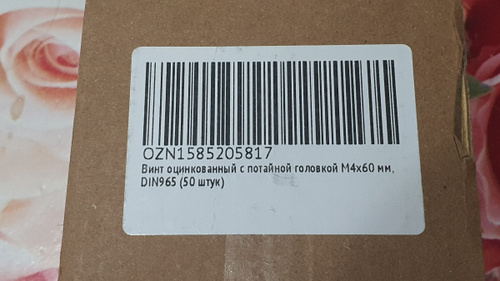 OZN1585205817
Винт оцинкованный с потайной головкой М4х60 мм,
DIN965 (50 штук)